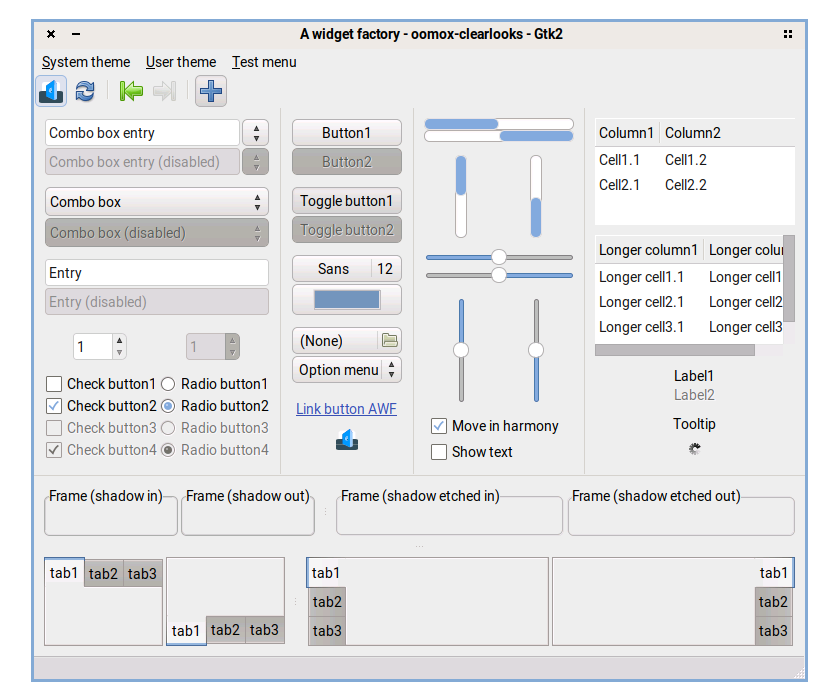 A widget factory - oomox-clearlooks - Gtk2
System theme User theme Test menu
Combo box entry
Combo box entry (disabled)
Combo box
Combo box (disabled)
Entry
Entry (disabled)
1 1
Check button1 Radio button1
Check button2 Radio button2
Check button3 Radio button3
Check button4 Radio button4
Button1
Button2
Toggle button1
Toggle button2
Sans 12
(None)
Option menu
Link button AWF
Move in harmony
Show text
Column1 Column2
Cell1.1 Cell1.2
Cell2.1 Cell2.2
Longer column1 Longer colu
Longer cell1.1 Longer cell1
Longer cell2.1 Longer cell2
Longer cell3.1 Longer cell3
Label1
Label2
Tooltip
Frame (shadow in) Frame (shadow out) Frame (shadow etched in) Frame (shadow etched out)
tab1 tab2 tab3
tab1 tab2 tab3
tab1
tab2
tab3
tab1
tab2
tab3